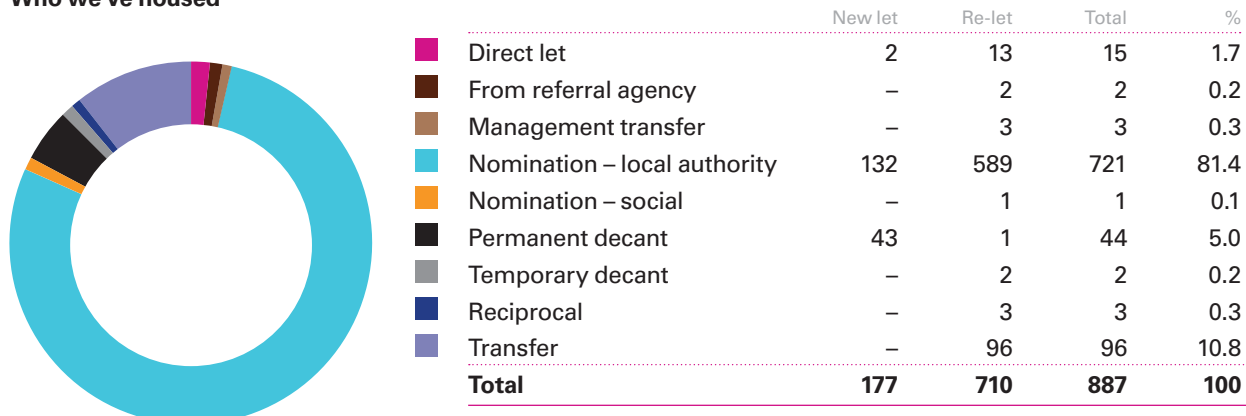 Who we've housed
New let Re-let Total %
Direct let 2 13 15 1.7
From referral agency – 2 2 0.2
Management transfer – 3 3 0.3
Nomination – local authority 132 589 721 81.4
Nomination – social – 1 1 0.1
Permanent decant 43 1 44 5.0
Temporary decant – 2 2 0.2
Reciprocal – 3 3 0.3
Transfer – 96 96 10.8
Total 177 710 887 100